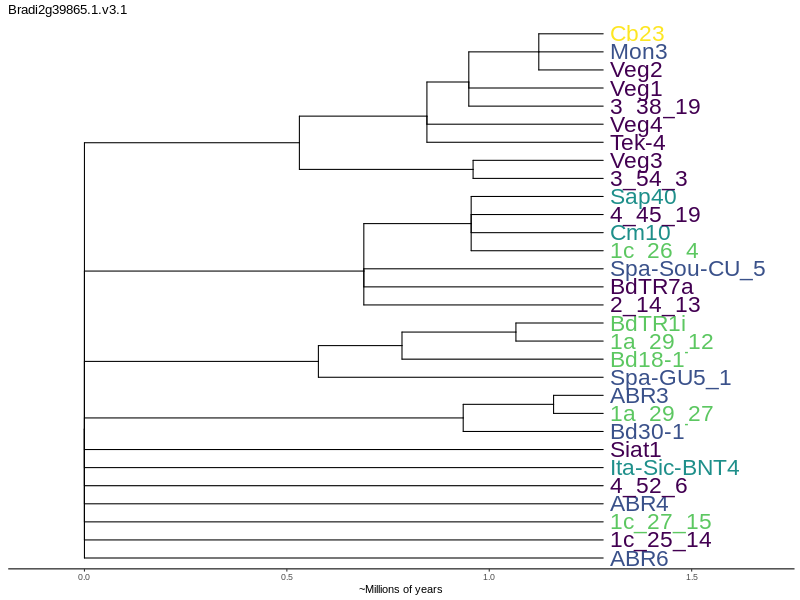 Bradi2g39865.1.v3.1
Cb23
Mon3
Veg2
Veg1
3_38_19
Veg4
Tek-4
Veg3
3_54_3
Sap40
4_45_19
Cm10
1c_26_4
Spa-Sou-CU_5
BdTR7a
2_14_13
BdTR1i
1a_29_12
Bd18-1
Spa-GU5_1
ABR3
1a_29_27
Bd30-1
Siat1
Ita-Sic-BNT4
4_52_6
ABR4
1c_27_15
1c_25_14
ABR6
0.0 0.5 1.0 1.5
~Millions of years